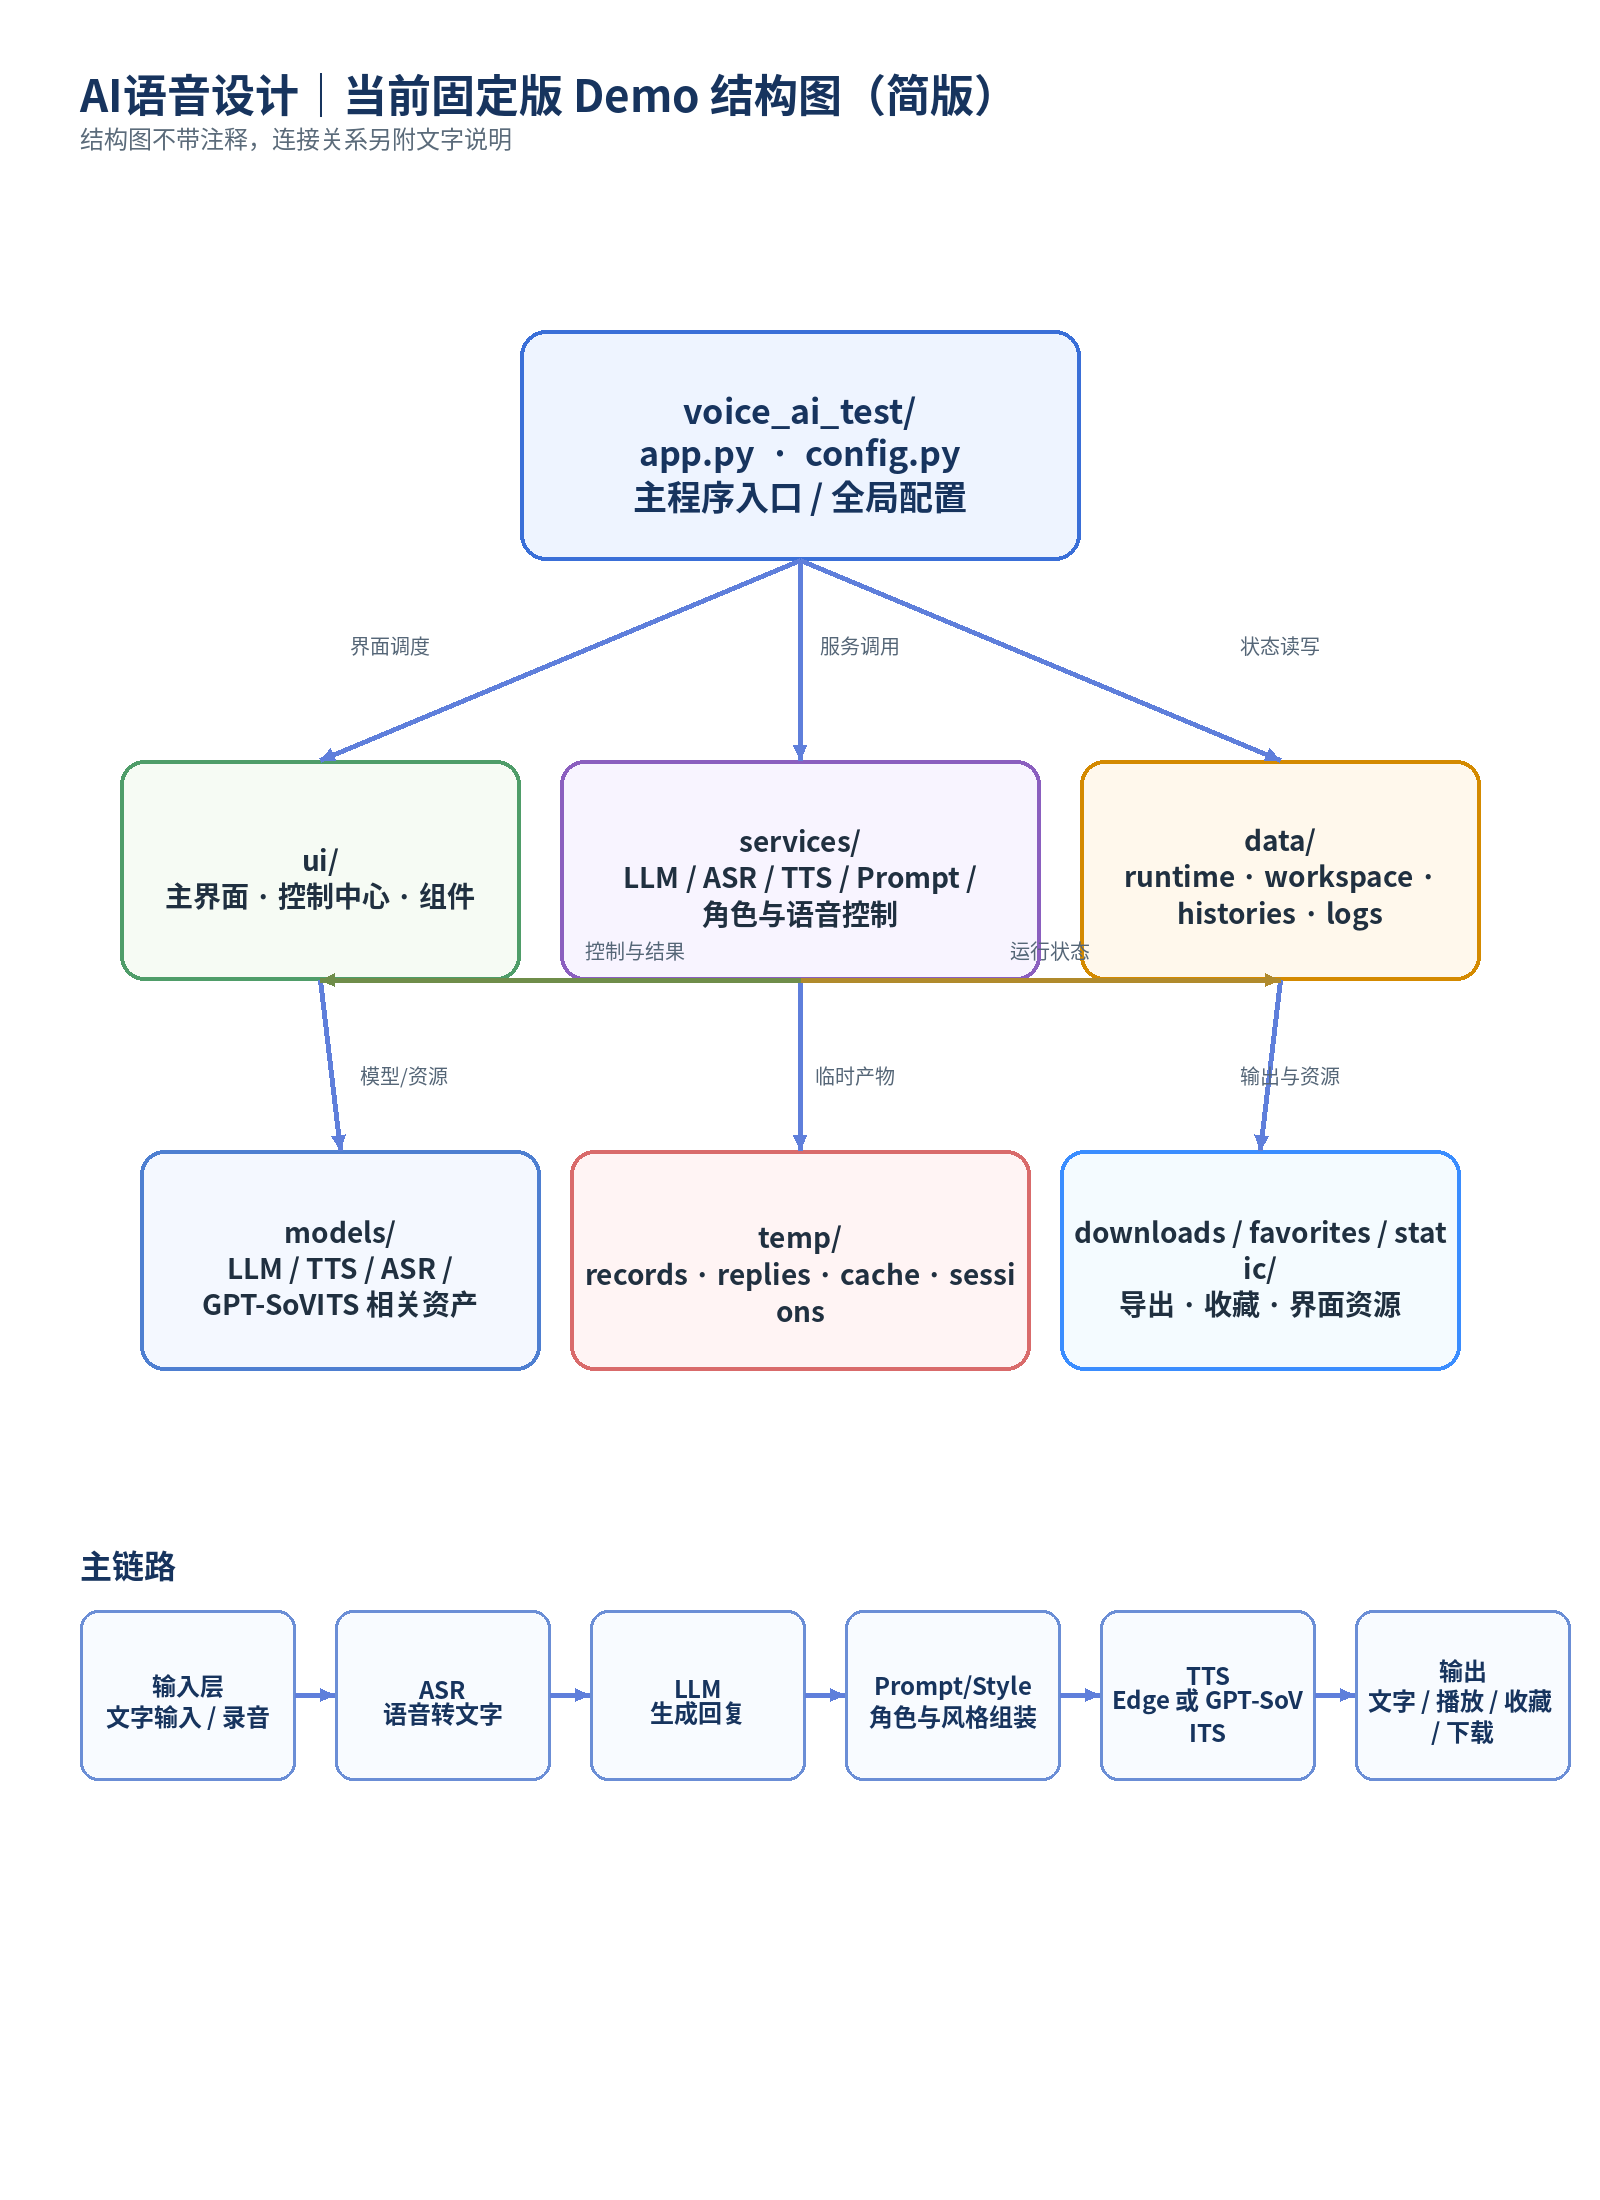 AI语音设计｜当前固定版 Demo 结构图（简版）
结构图不带注释，连接关系另附文字说明
voice_ai_test/
app.py · config.py
主程序入口 / 全局配置
界面调度
服务调用
状态读写
ui/
主界面 · 控制中心 · 组件
services/
LLM / ASR / TTS / Prompt /
角色与语音控制
data/
runtime · workspace ·
histories · logs
控制与结果
运行状态
模型/资源
临时产物
输出与资源
models/
LLM / TTS / ASR /
GPT-SoVITS 相关资产
temp/
records · replies · cache · sessi
ons
downloads / favorites / stat
ic/
导出 · 收藏 · 界面资源
主链路
输入层
文字输入 / 录音
ASR
语音转文字
LLM
生成回复
Prompt/Style
角色与风格组装
TTS
Edge 或 GPT-SoV
ITS
输出
文字 / 播放 / 收藏
/ 下载